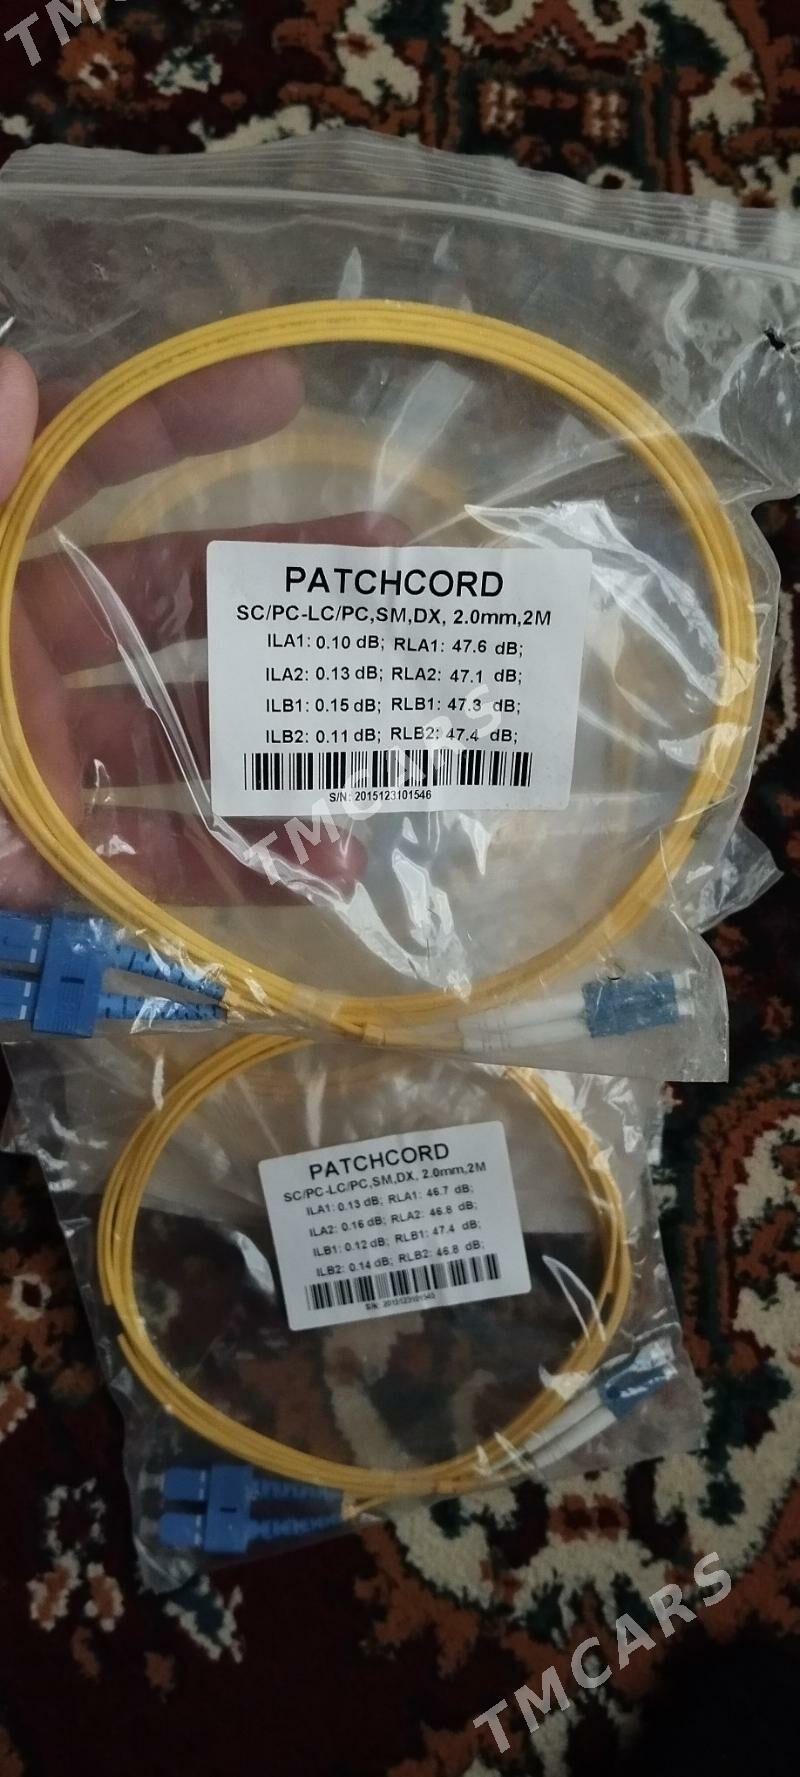 TMCARS
PATCHCORD
SC/PC-LC/PC,SM,DX, 2.0mm,2M
ILA1: 0.10 dB; RLA1: 47.6 dB;
ILA2: 0.13 dB; RLA2: 47.1 dB;
ILB1: 0.15 dB; RLB1: 47.3 dB;
ILB2: 0.11 dB; RLB2: 47.4 dB;
S/N: 2015123101546
TMCARS
PATCHCORD
SC/PC-LC/PC,SM,DX, 2.0mm,2M
ILA1: 0.13 dB; RLA1: 46.7 dB;
ILA2: 0.16 dB; RLA2: 46.8 dB;
ILB1: 0.12 dB; RLB1: 47.4 dB;
ILB2: 0.14 dB; RLB2: 46.8 dB;
S/N: 2015123101545
TMCARS